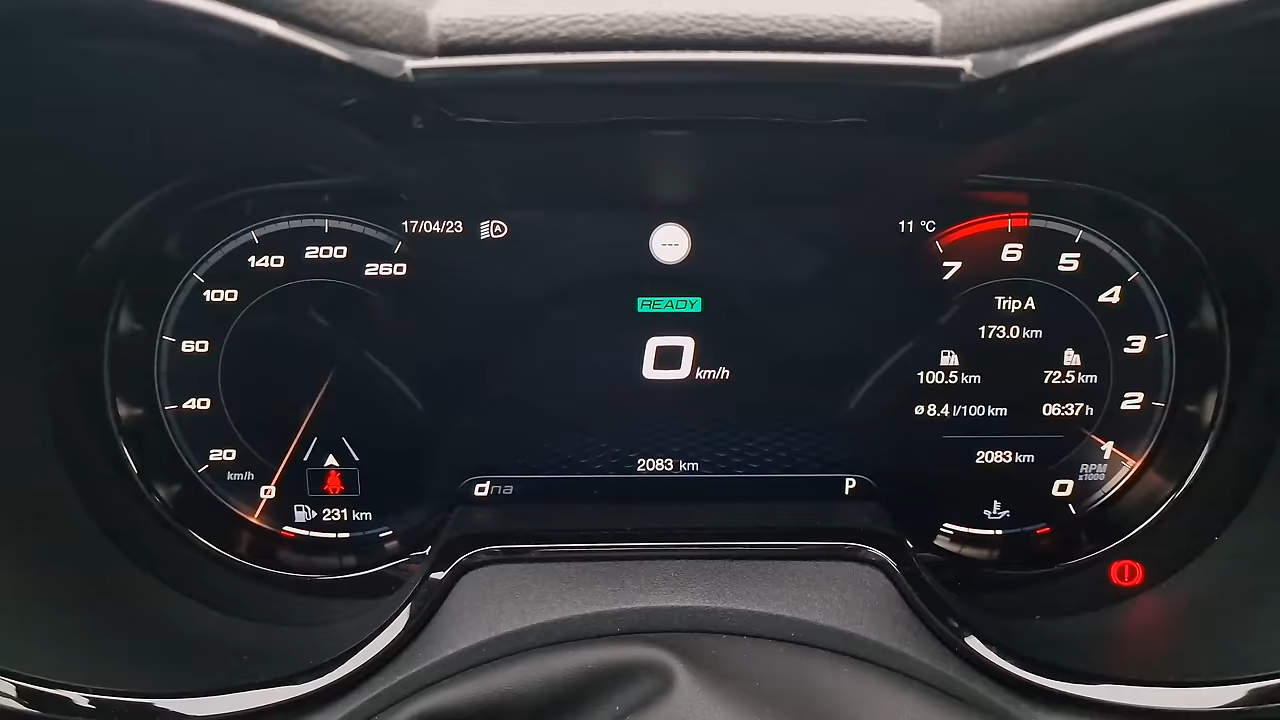 17/04/23
---
11 °C
READY
0 km/h
2083 km
dna
P
260
200
140
100
60
40
20
km/h
0
231 km
7
6
5
4
3
2
1
RPM
x1000
0
Trip A
173.0 km
100.5 km 72.5 km
ø 8.4 l/100 km 06:37 h
2083 km